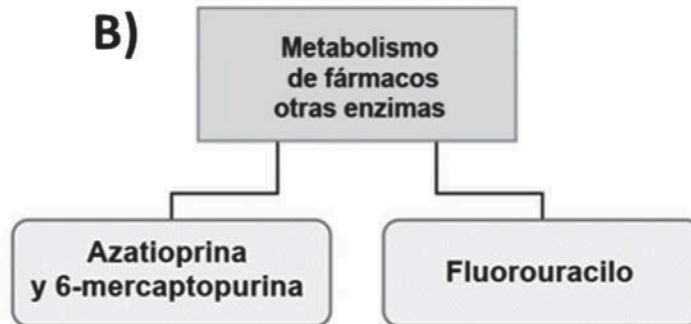 B)
Metabolismo
de fármacos
otras enzimas
Azatioprina
y 6-mercaptopurina
Fluorouracilo